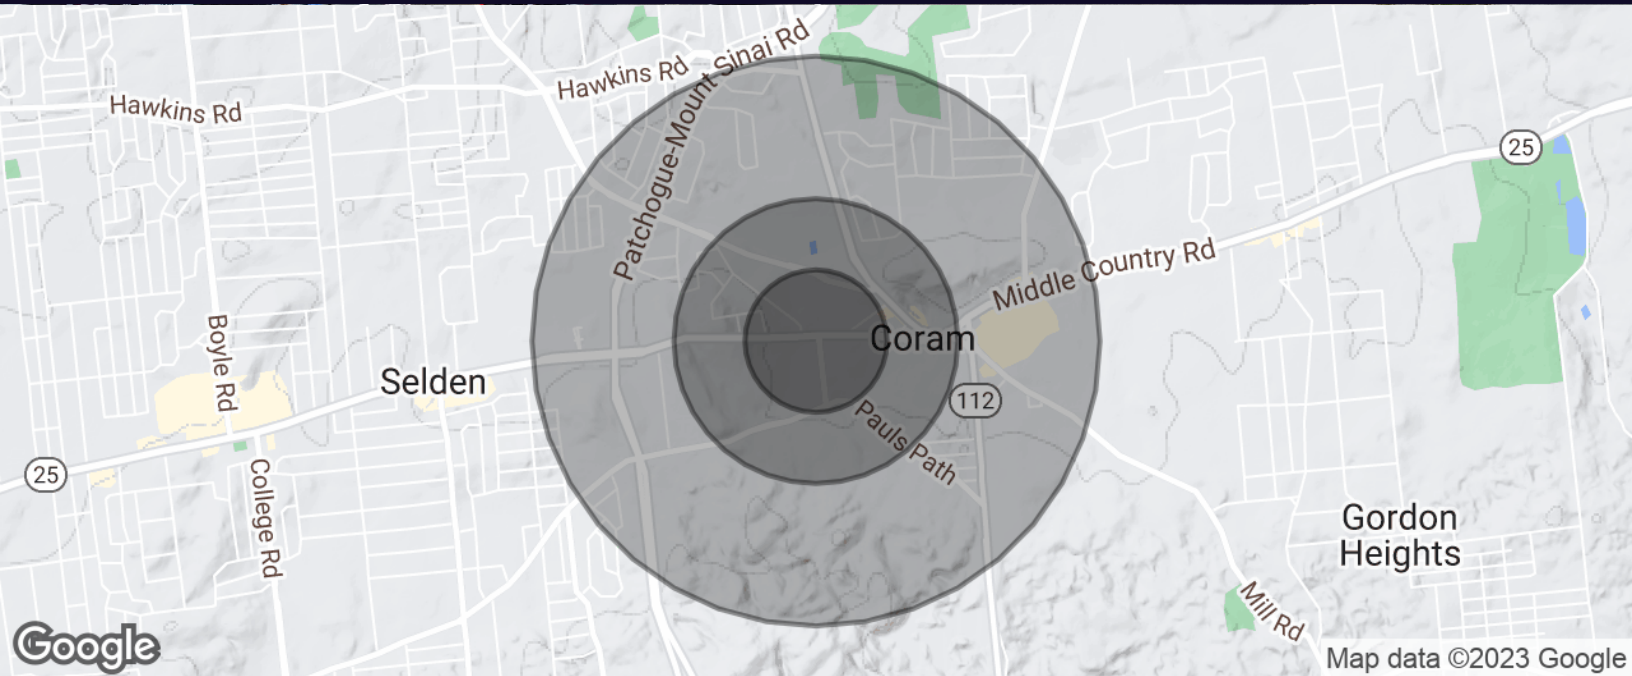 Hawkins Rd
Hawkins Rd
Patchogue-Mount Sinai Rd
25
Middle Country Rd
Boyle Rd
Selden
Coram
112
Pauls Path
25
College Rd
Gordon
Heights
Mill Rd
Google
Map data ©2023 Google